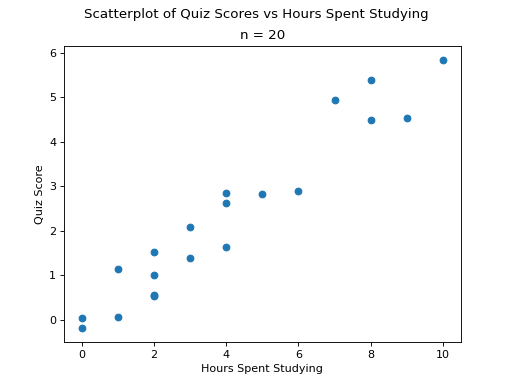 Scatterplot of Quiz Scores vs Hours Spent Studying
n = 20
6
5
4
3
2
1
0
Quiz Score
0 2 4 6 8 10
Hours Spent Studying